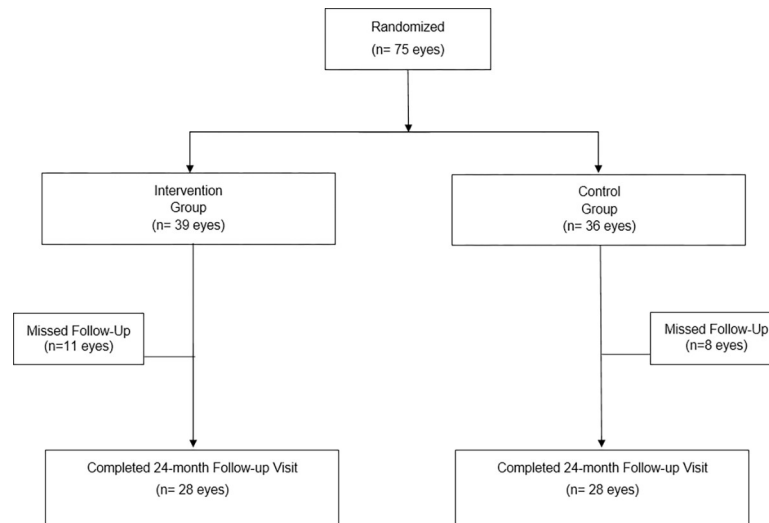 Randomized
(n= 75 eyes)
Intervention
Group
(n= 39 eyes)
Control
Group
(n= 36 eyes)
Missed Follow-Up
(n=11 eyes)
Missed Follow-Up
(n=8 eyes)
Completed 24-month Follow-up Visit
(n= 28 eyes)
Completed 24-month Follow-up Visit
(n= 28 eyes)